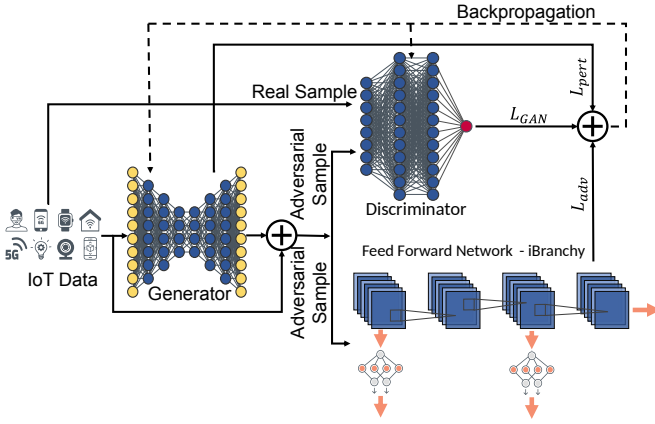 Backpropagation
Real Sample
L_GAN
L_pert
Adversarial
Sample
Discriminator
L_adv
5G
IoT Data
Generator
Adversarial
Sample
Feed Forward Network - iBranchy